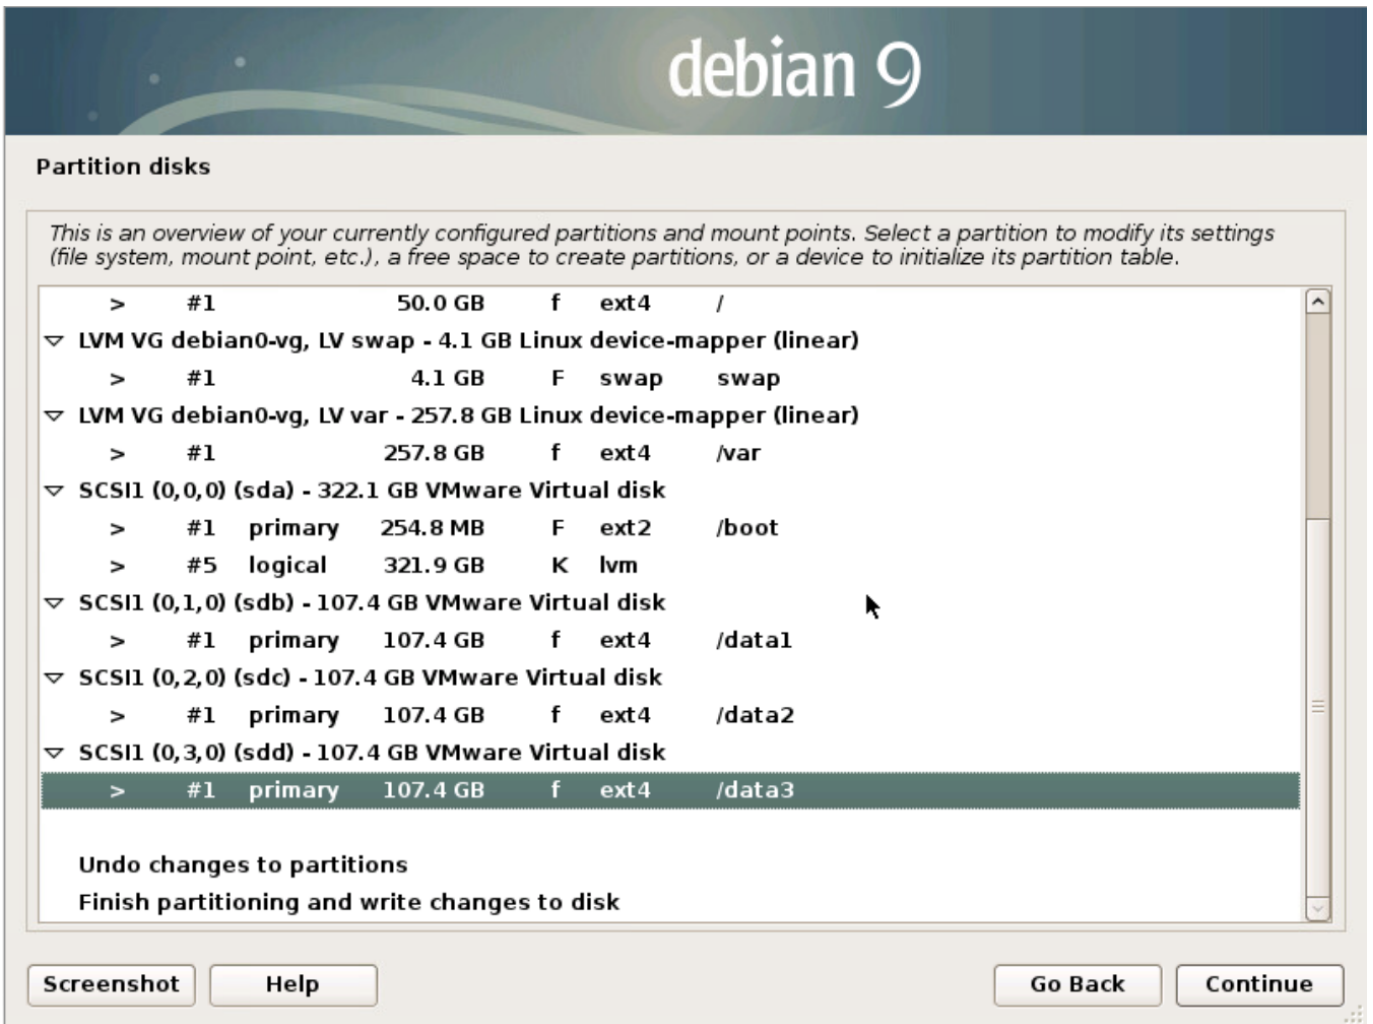 debian 9
Partition disks
This is an overview of your currently configured partitions and mount points. Select a partition to modify its settings
(file system, mount point, etc.), a free space to create partitions, or a device to initialize its partition table.
> #1 50.0 GB f ext4 /
LVM VG debian0-vg, LV swap - 4.1 GB Linux device-mapper (linear)
> #1 4.1 GB F swap swap
LVM VG debian0-vg, LV var - 257.8 GB Linux device-mapper (linear)
> #1 257.8 GB f ext4 /var
SCSI1 (0,0,0) (sda) - 322.1 GB VMware Virtual disk
> #1 primary 254.8 MB F ext2 /boot
> #5 logical 321.9 GB K lvm
SCSI1 (0,1,0) (sdb) - 107.4 GB VMware Virtual disk
> #1 primary 107.4 GB f ext4 /data1
SCSI1 (0,2,0) (sdc) - 107.4 GB VMware Virtual disk
> #1 primary 107.4 GB f ext4 /data2
SCSI1 (0,3,0) (sdd) - 107.4 GB VMware Virtual disk
> #1 primary 107.4 GB f ext4 /data3
Undo changes to partitions
Finish partitioning and write changes to disk
Screenshot Help Go Back Continue